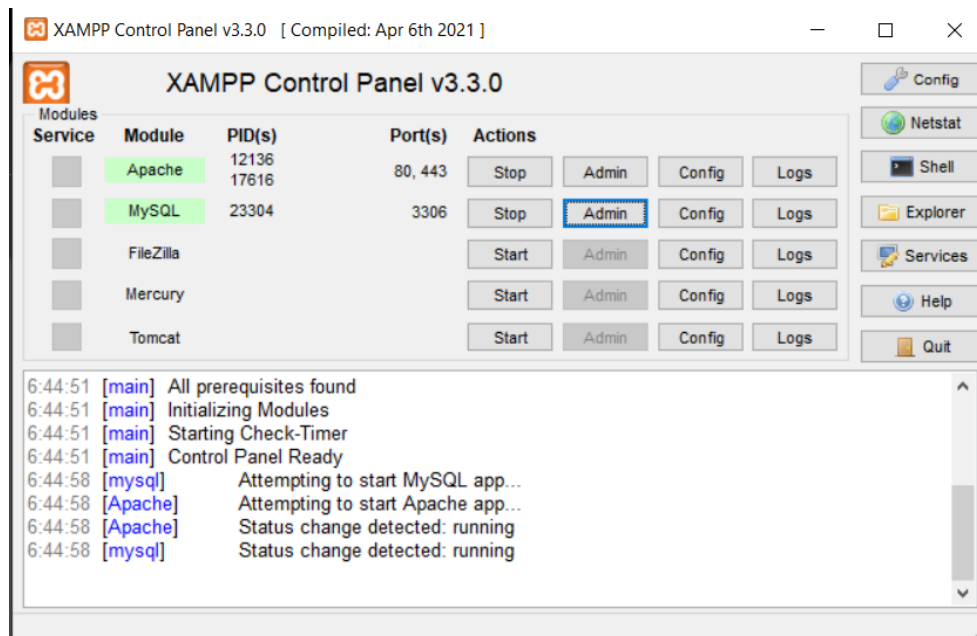 XAMPP Control Panel v3.3.0 [ Compiled: Apr 6th 2021 ]
XAMPP Control Panel v3.3.0
Config
Modules
Service Module PID(s) Port(s) Actions
Netstat
Apache 12136 17616 80, 443 Stop Admin Config Logs
Shell
MySQL 23304 3306 Stop Admin Config Logs
Explorer
FileZilla Start Admin Config Logs
Services
Mercury Start Admin Config Logs
Help
Tomcat Start Admin Config Logs
Quit
6:44:51 [main] All prerequisites found
6:44:51 [main] Initializing Modules
6:44:51 [main] Starting Check-Timer
6:44:51 [main] Control Panel Ready
6:44:58 [mysql] Attempting to start MySQL app...
6:44:58 [Apache] Attempting to start Apache app...
6:44:58 [Apache] Status change detected: running
6:44:58 [mysql] Status change detected: running